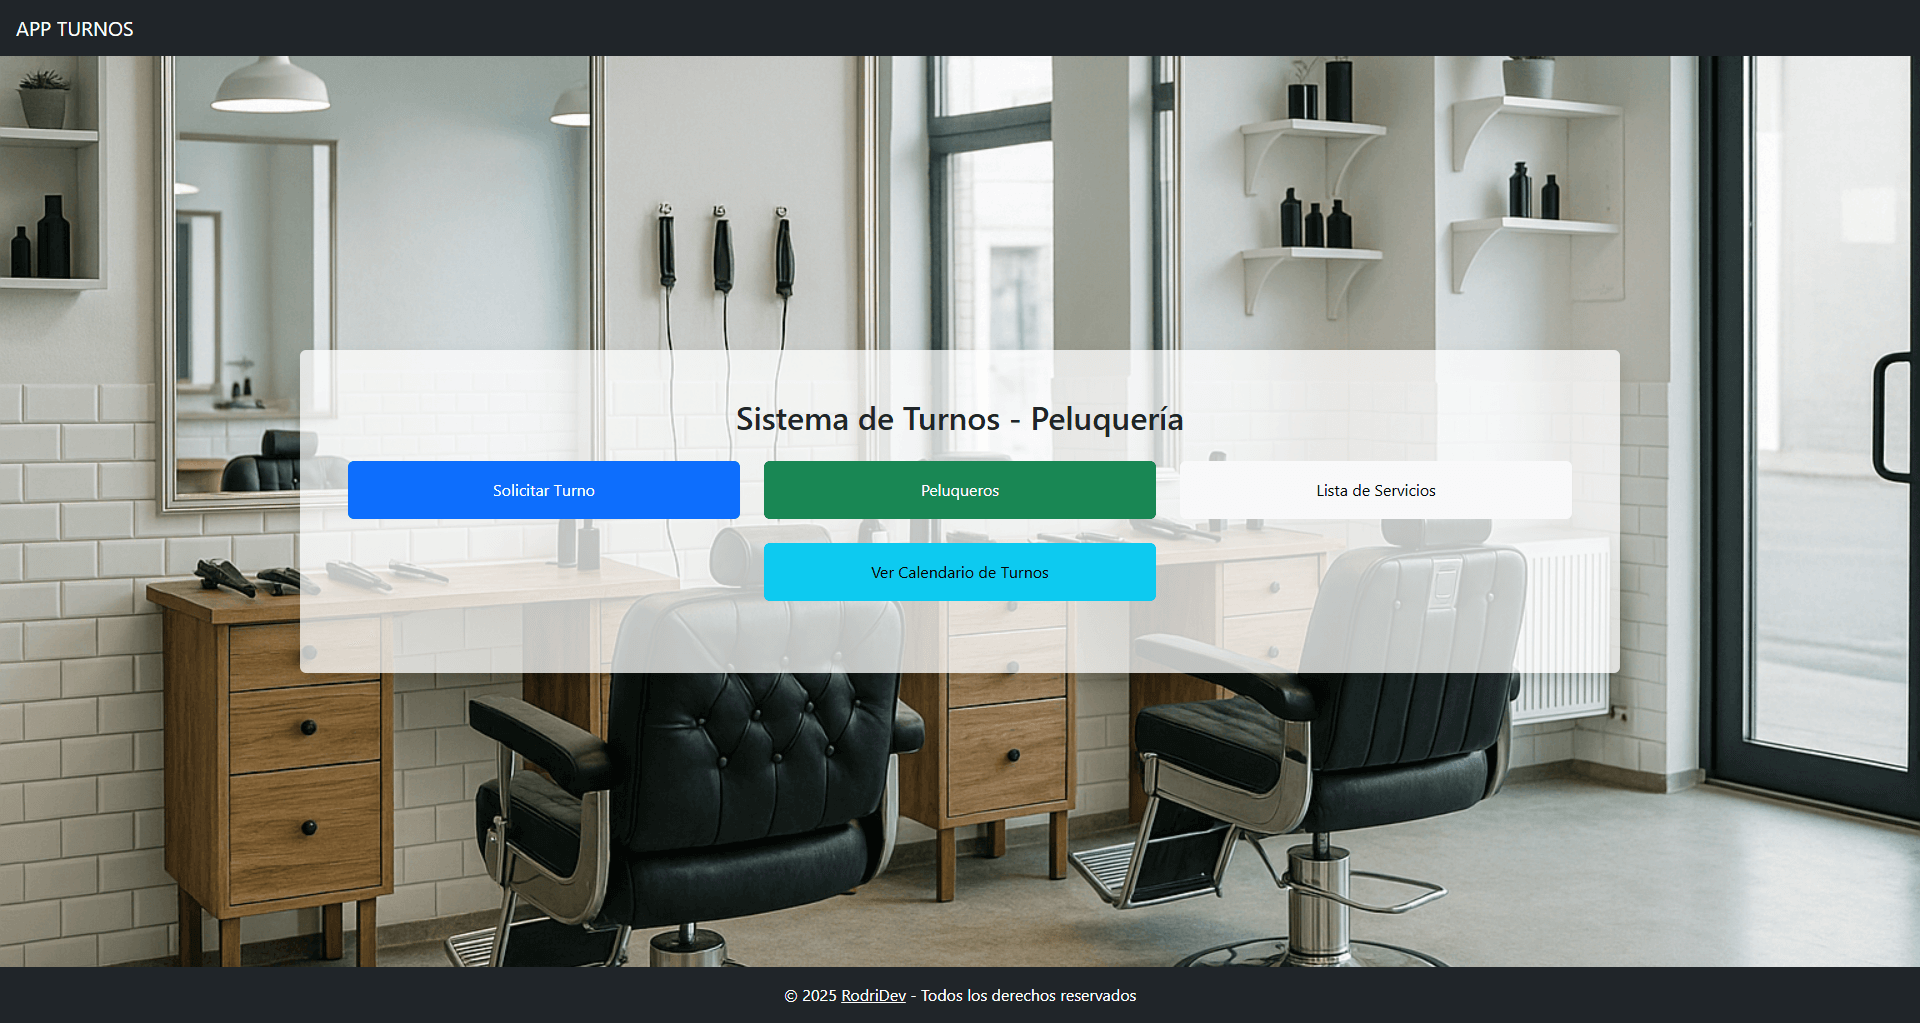 APP TURNOS
Sistema de Turnos - Peluquería
Solicitar Turno
Peluqueros
Lista de Servicios
Ver Calendario de Turnos
© 2025 RodriDev - Todos los derechos reservados